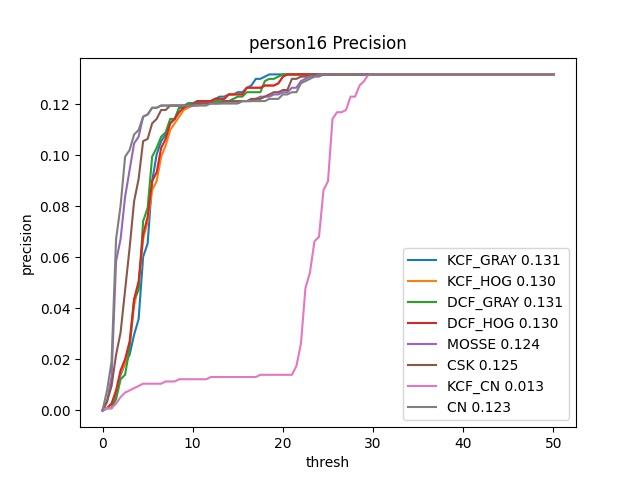 person16 Precision
precision
0.12
0.10
0.08
0.06
0.04
0.02
0.00
KCF_GRAY 0.131
KCF_HOG 0.130
DCF_GRAY 0.131
DCF_HOG 0.130
MOSSE 0.124
CSK 0.125
KCF_CN 0.013
CN 0.123
0 10 20 30 40 50
thresh